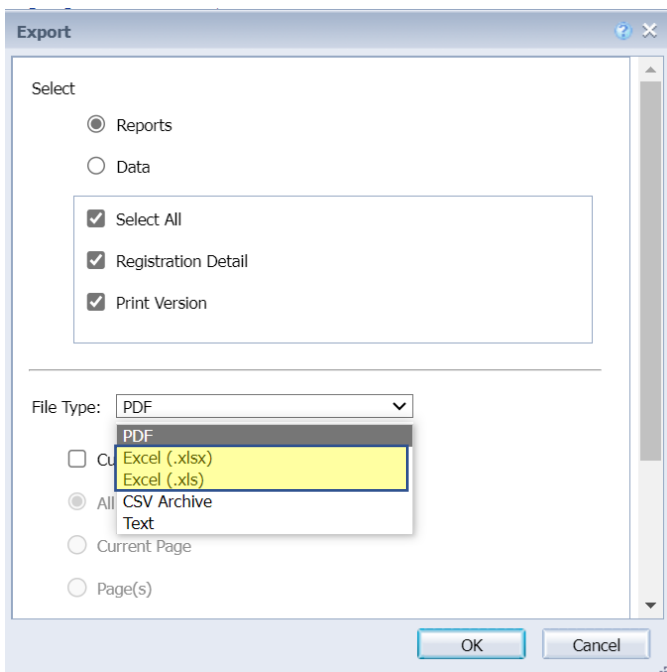 Export
Select
Reports
Data
Select All
Registration Detail
Print Version
File Type: PDF
PDF
Excel (.xlsx)
Excel (.xls)
CSV Archive
Text
Cu
All
Current Page
Page(s)
OK Cancel